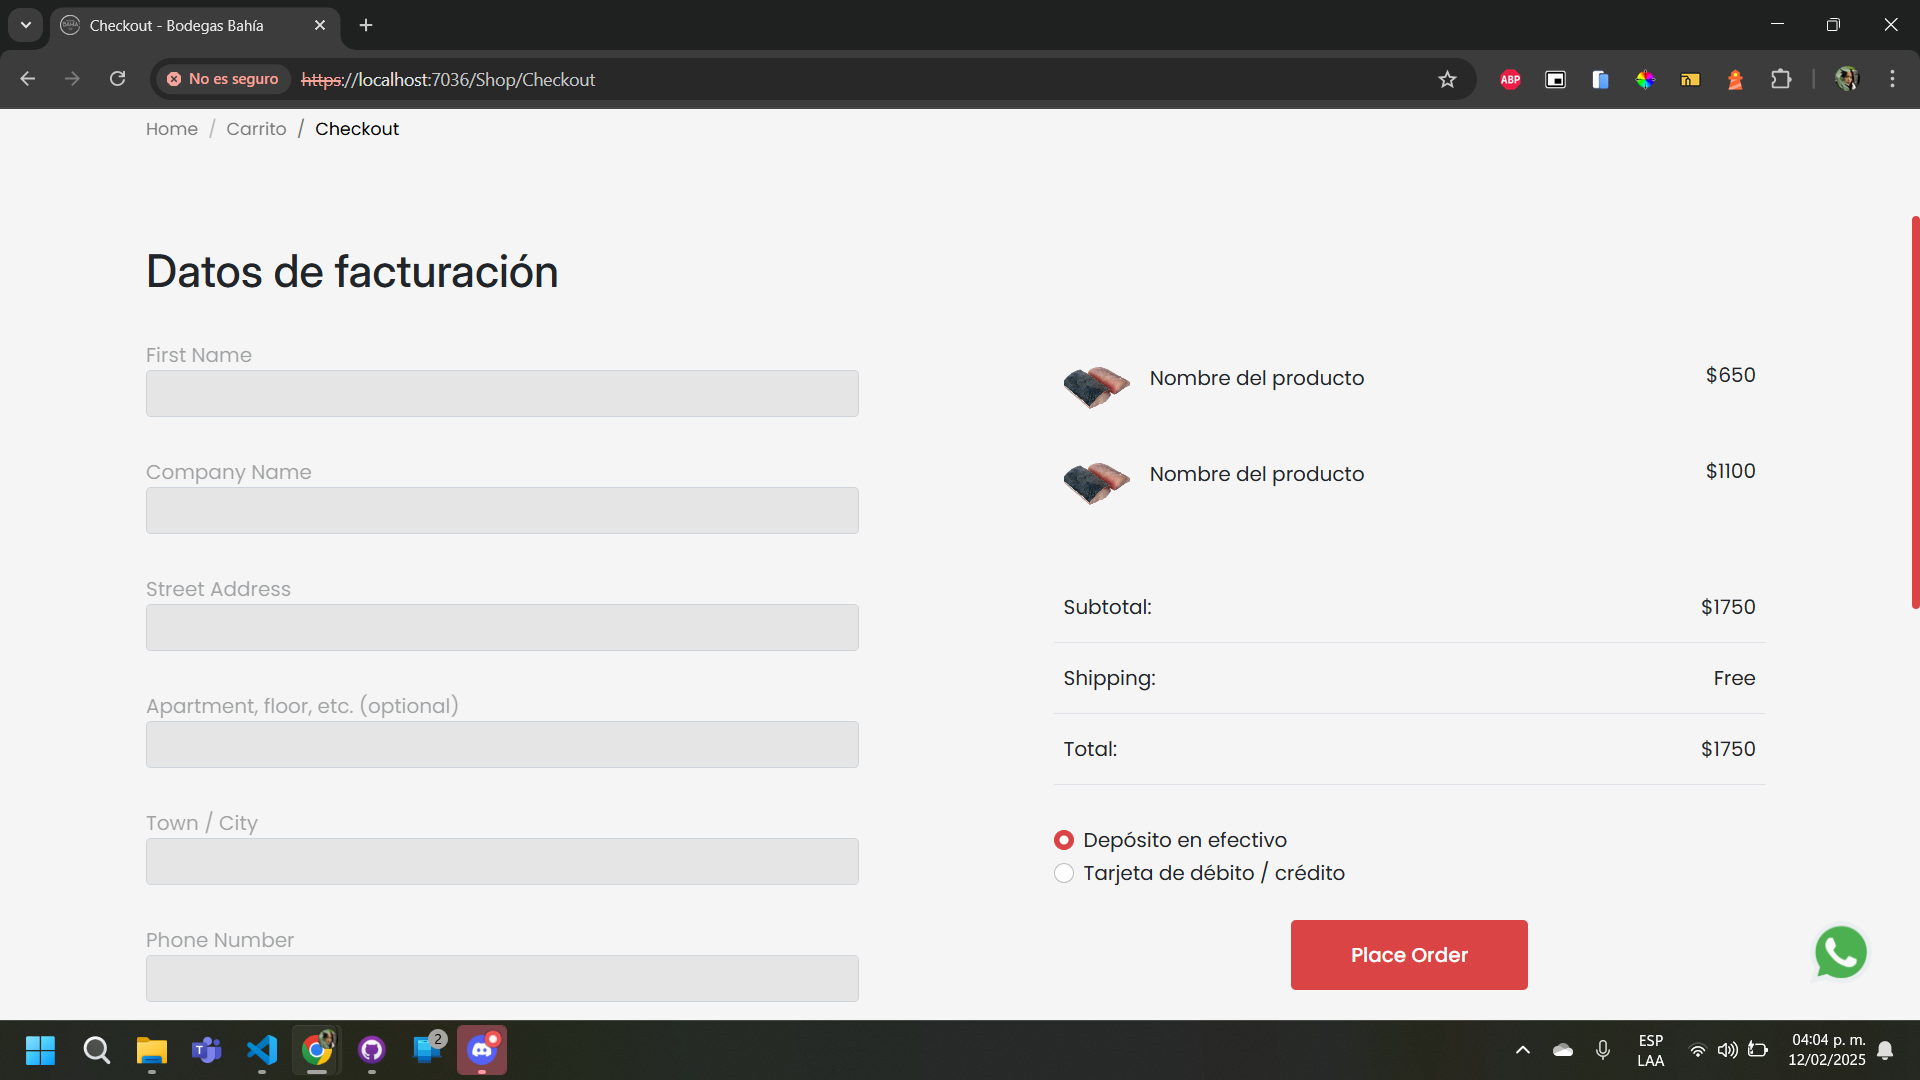 Checkout - Bodegas Bahía
No es seguro
https://localhost:7036/Shop/Checkout
ABP
Home / Carrito / Checkout
Datos de facturación
First Name
Company Name
Street Address
Apartment, floor, etc. (optional)
Town / City
Phone Number
Nombre del producto $650
Nombre del producto $1100
Subtotal: $1750
Shipping: Free
Total: $1750
Depósito en efectivo
Tarjeta de débito / crédito
Place Order
2
ESP
LAA
04:04 p. m.
12/02/2025